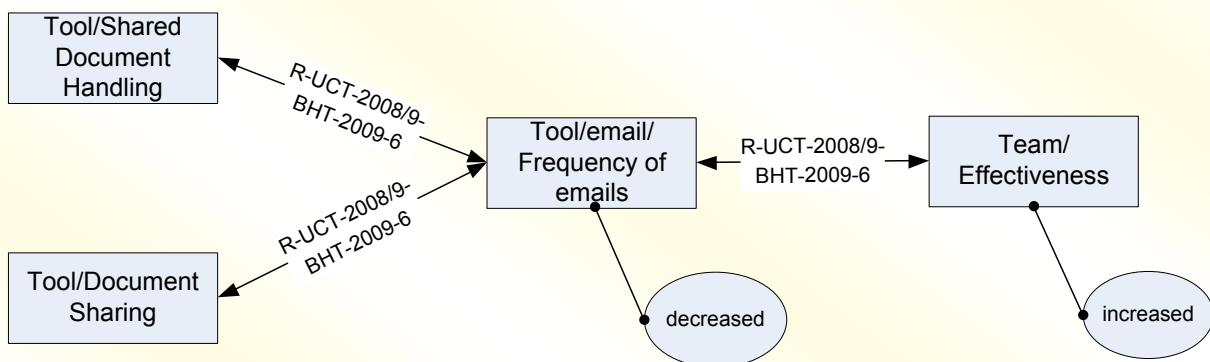 Tool/Shared
Document
Handling
R-UCT-2008/9-
BHT-2009-6
Tool/email/
Frequency of
emails
R-UCT-2008/9-
BHT-2009-6
Team/
Effectiveness
R-UCT-2008/9-
BHT-2009-6
Tool/Document
Sharing
decreased
increased